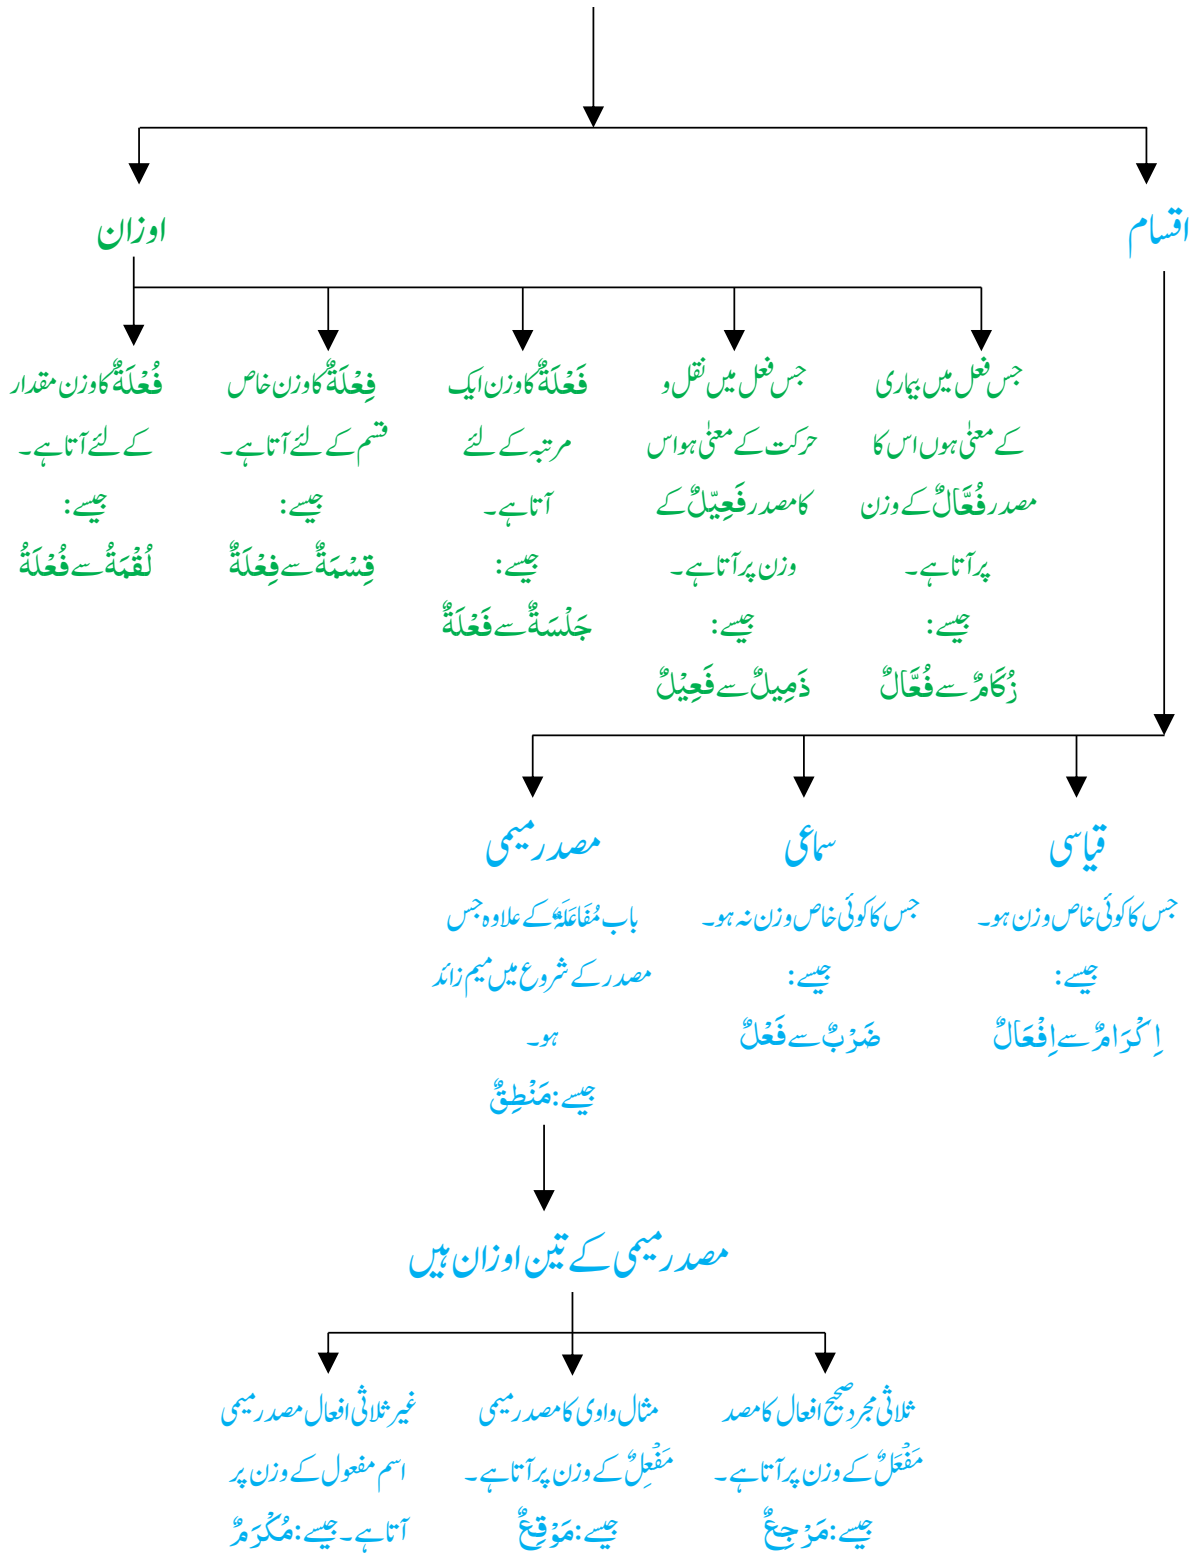 اقسام
اوزان
جس فعل میں بیماری
کے معنیٰ ہوں اس کا
مصدر فُعَّالٌ کے وزن
پر آتا ہے۔
جیسے:
زُکَامٌ سے فُعَّالٌ
جس فعل میں نقل و
حرکت کے معنیٰ ہو اس
کا مصدر فَعِیّلٌ کے
وزن پر آتا ہے۔
جیسے:
ذَمِیلٌ سے فَعِیْلٌ
فَعْلَةٌ کا وزن ایک
مرتبہ کے لئے
آتا ہے۔
جیسے:
جَلْسَةٌ سے فَعْلَةٌ
فِعْلَةٌ کا وزن خاص
قسم کے لئے آتا ہے۔
جیسے:
قِسْمَةٌ سے فِعْلَةٌ
فُعْلَةٌ کا وزن مقدار
کے لئے آتا ہے۔
جیسے:
لُقْمَةُ سے فُعْلَةُ
قیاسی
جس کا کوئی خاص وزن ہو۔
جیسے:
اِکْرَامٌ سے اِفْعَالٌ
سماعی
جس کا کوئی خاص وزن نہ ہو۔
جیسے:
ضَرْبٌ سے فَعْلٌ
مصدر میمی
باب مُفَاعَلَةٌ کے علاوہ جس
مصدر کے شروع میں میم زائد
ہو۔
جیسے: مَنْطِقٌ
مصدر میمی کے تین اوزان ہیں
ثلاثی مجرد صحیح افعال کا مصد
مَفْعَلٌ کے وزن پر آتا ہے۔
جیسے: مَرْجِعٌ
مثال واوی کا مصدر میمی
مَفْعِلٌ کے وزن پر آتا ہے۔
جیسے: مَوْقِعٌ
غیر ثلاثی افعال مصدر میمی
اسم مفعول کے وزن پر
آتا ہے۔ جیسے: مُکْرَمٌ